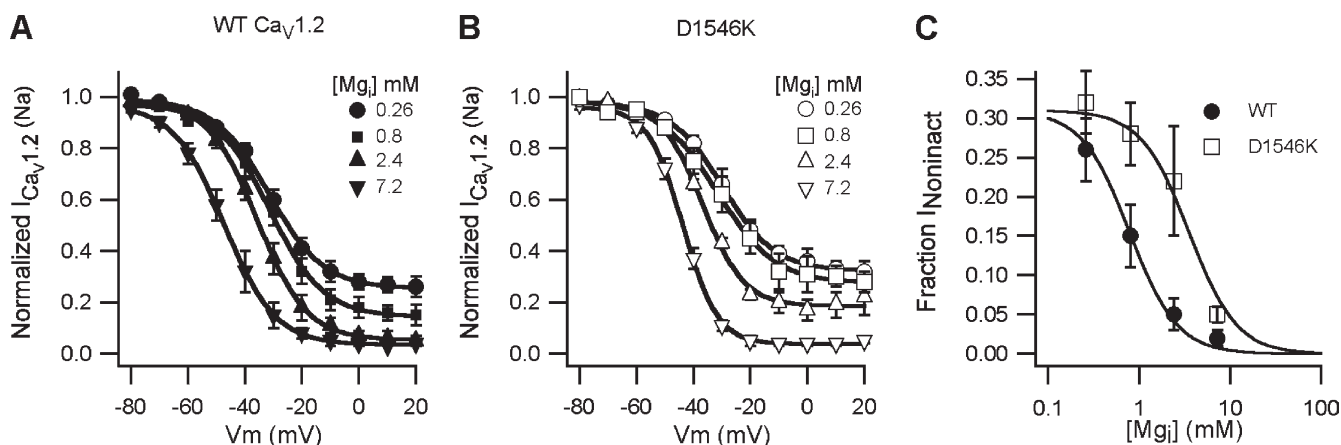 A
WT CaV1.2
Normalized ICaV1.2 (Na)
1.0
0.8
0.6
0.4
0.2
0.0
[Mgi] mM
0.26
0.8
2.4
7.2
-80
-60
-40
-20
0
20
Vm (mV)
B
D1546K
Normalized ICaV1.2 (Na)
1.0
0.8
0.6
0.4
0.2
0.0
[Mgi] mM
0.26
0.8
2.4
7.2
-80
-60
-40
-20
0
20
Vm (mV)
C
Fraction INoninact
0.35
0.30
0.25
0.20
0.15
0.10
0.05
0.00
WT
D1546K
0.1
1
10
100
[Mgi] (mM)